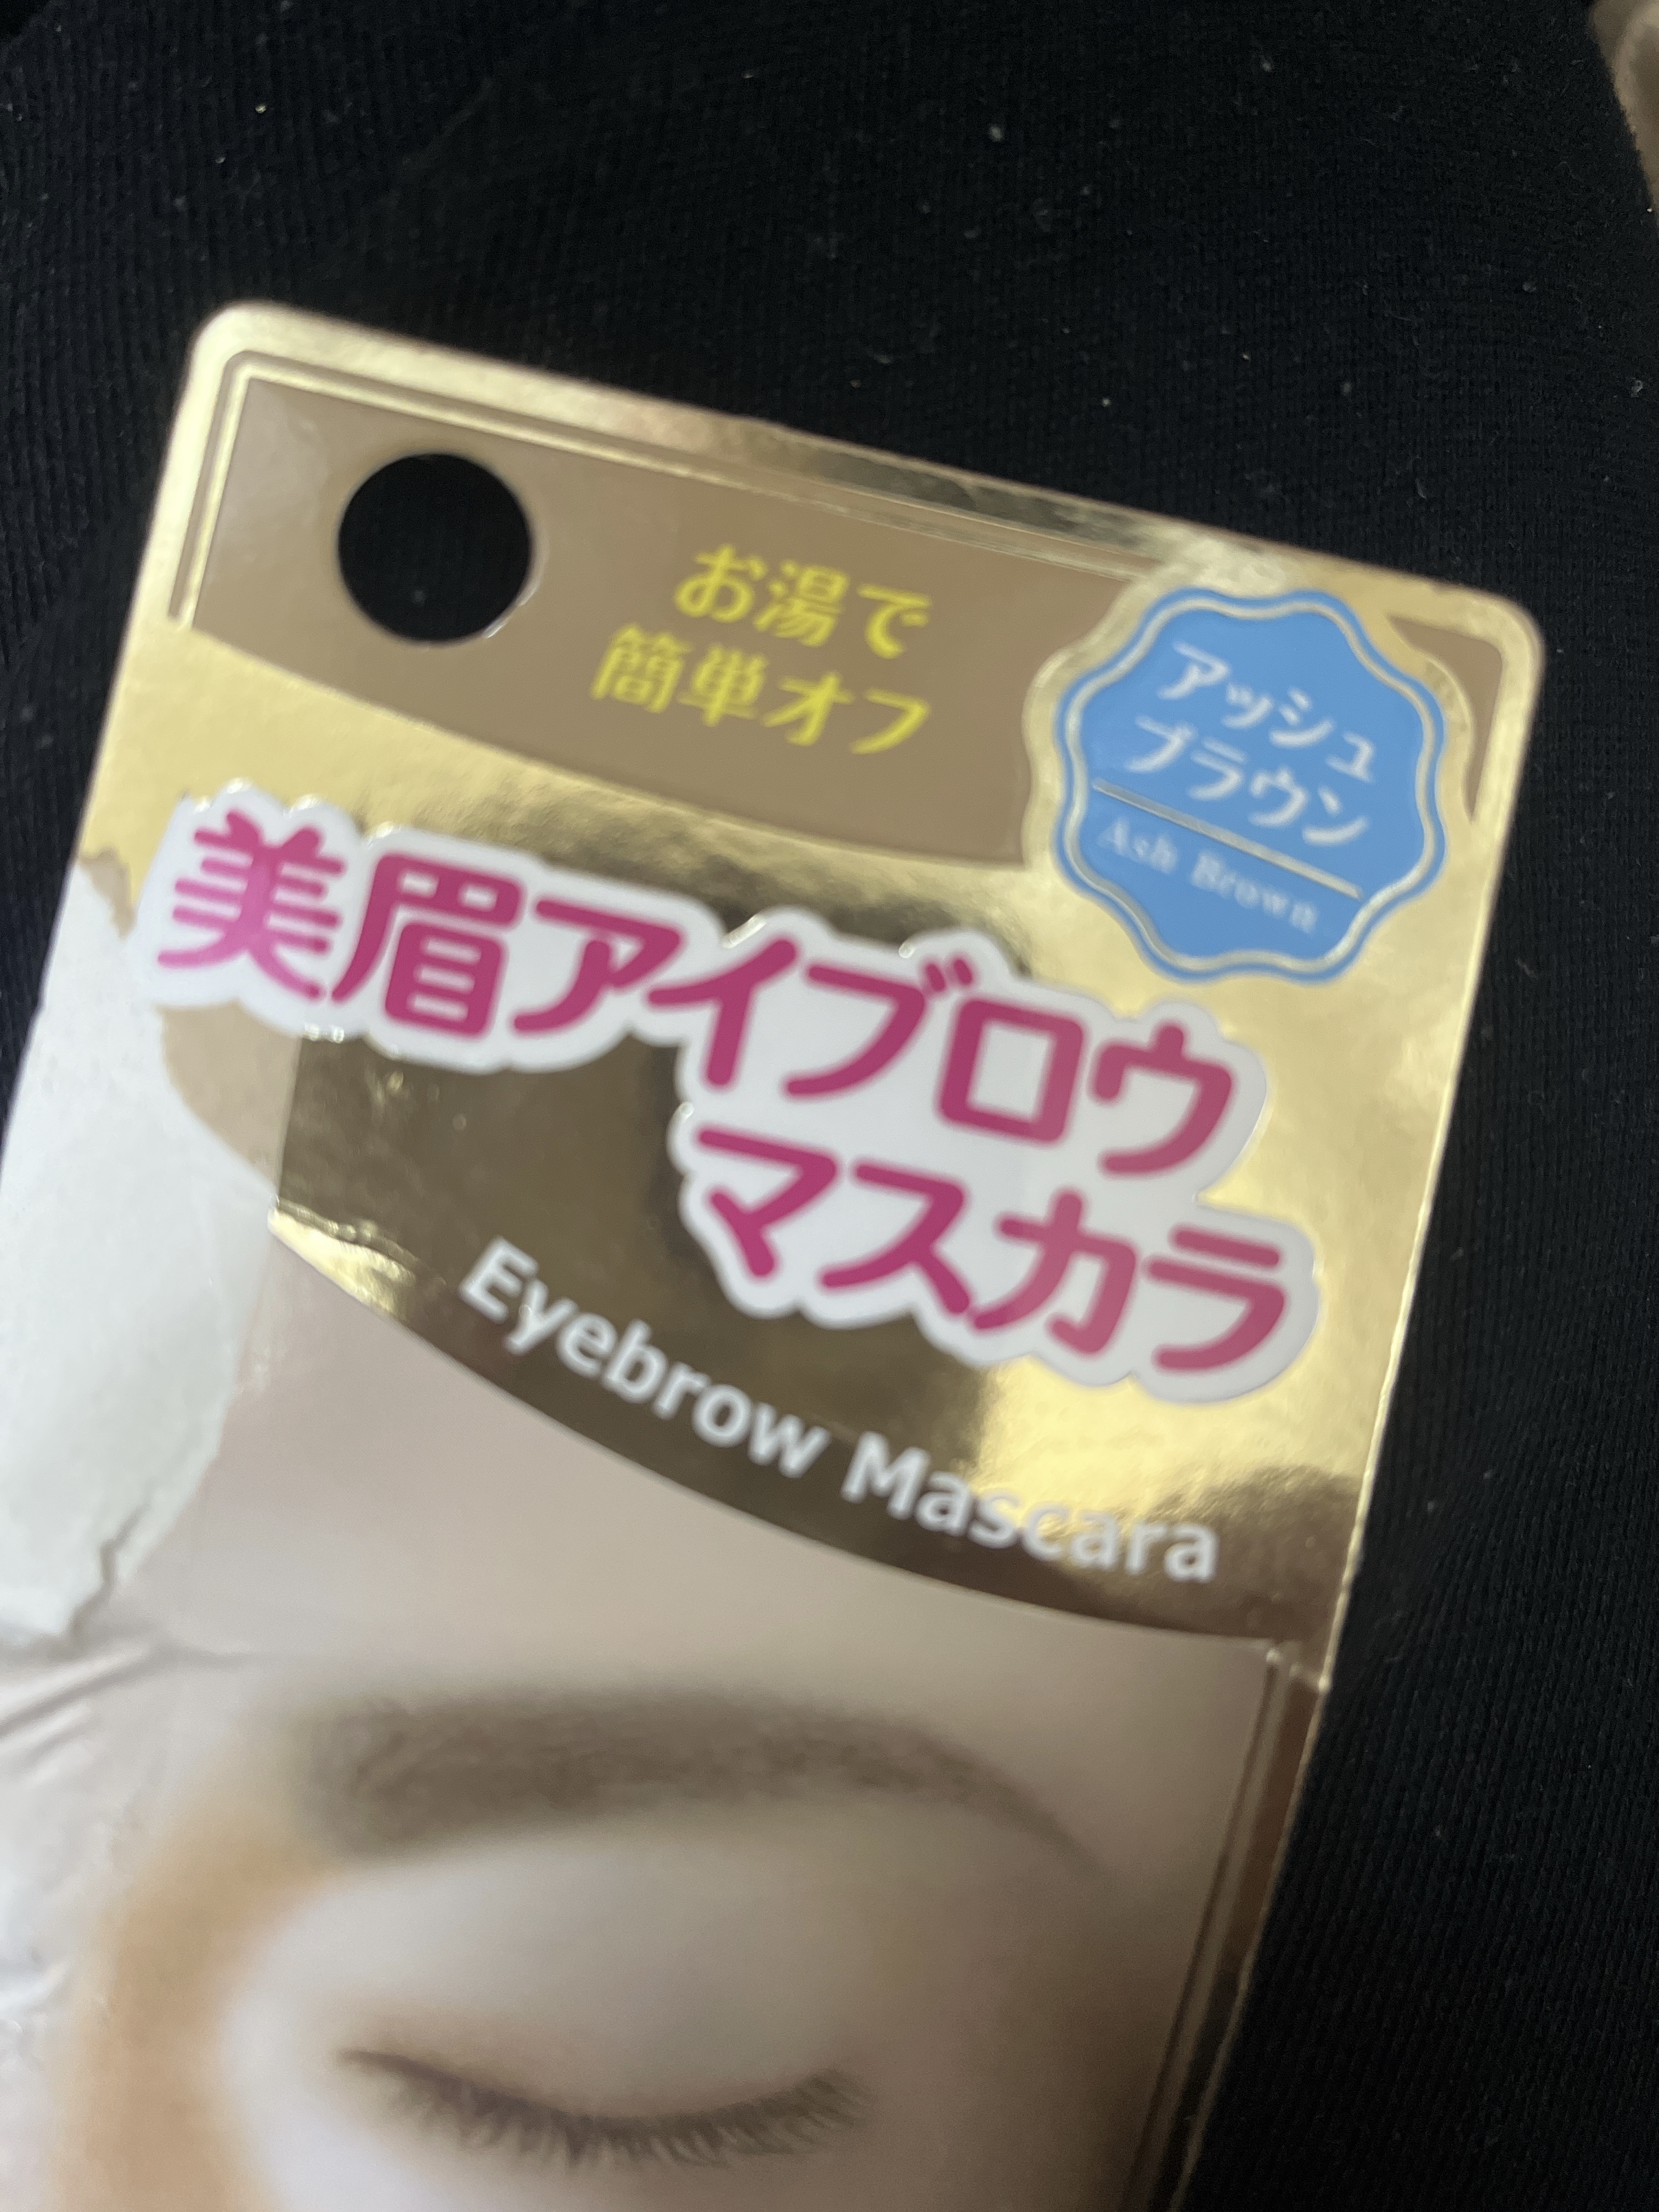 お湯で
簡単オフ
アッシュ
ブラウン
Ash Brown
美眉アイブロウ
マスカラ
Eyebrow Mascara